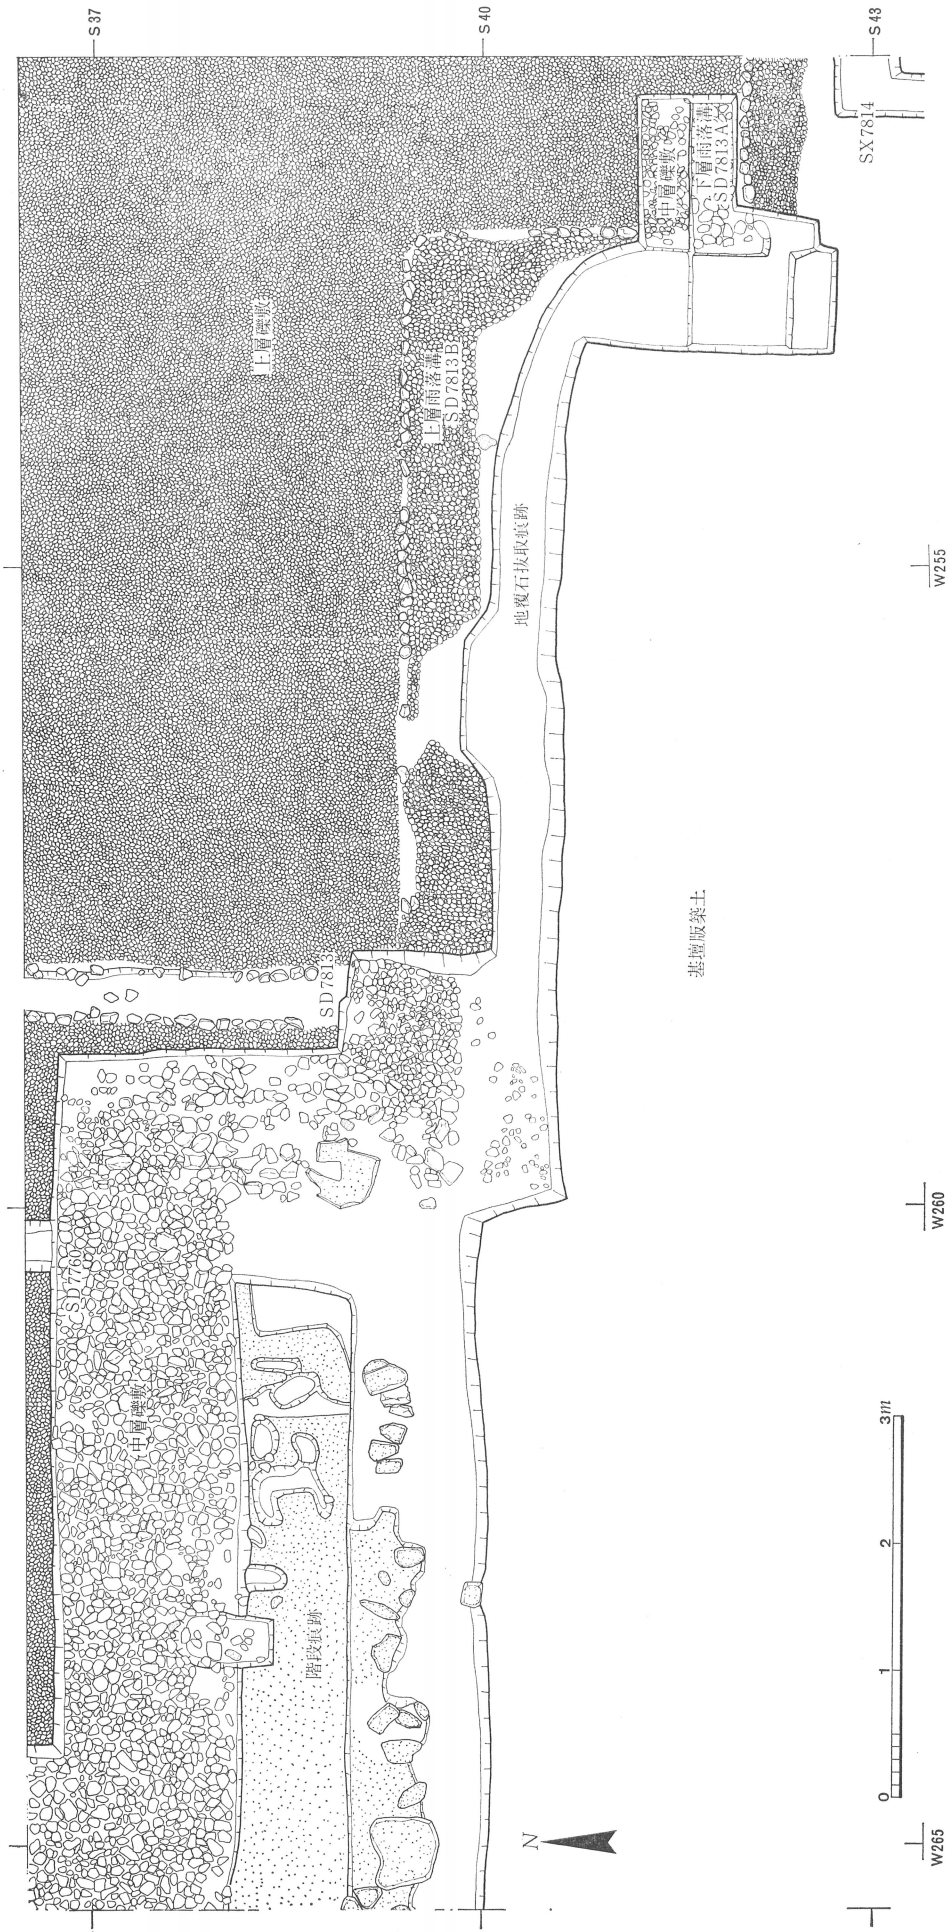 S37
S40
S43
SX7814
中層礫敷
下層雨落溝
SD7813A
上層礫敷
上層雨落溝
SD7813B
地覆石抜取痕跡
W255
基壇版築土
SD7813
W260
SD7760
中層礫敷
階段痕跡
0 1 2 3m
N
W265